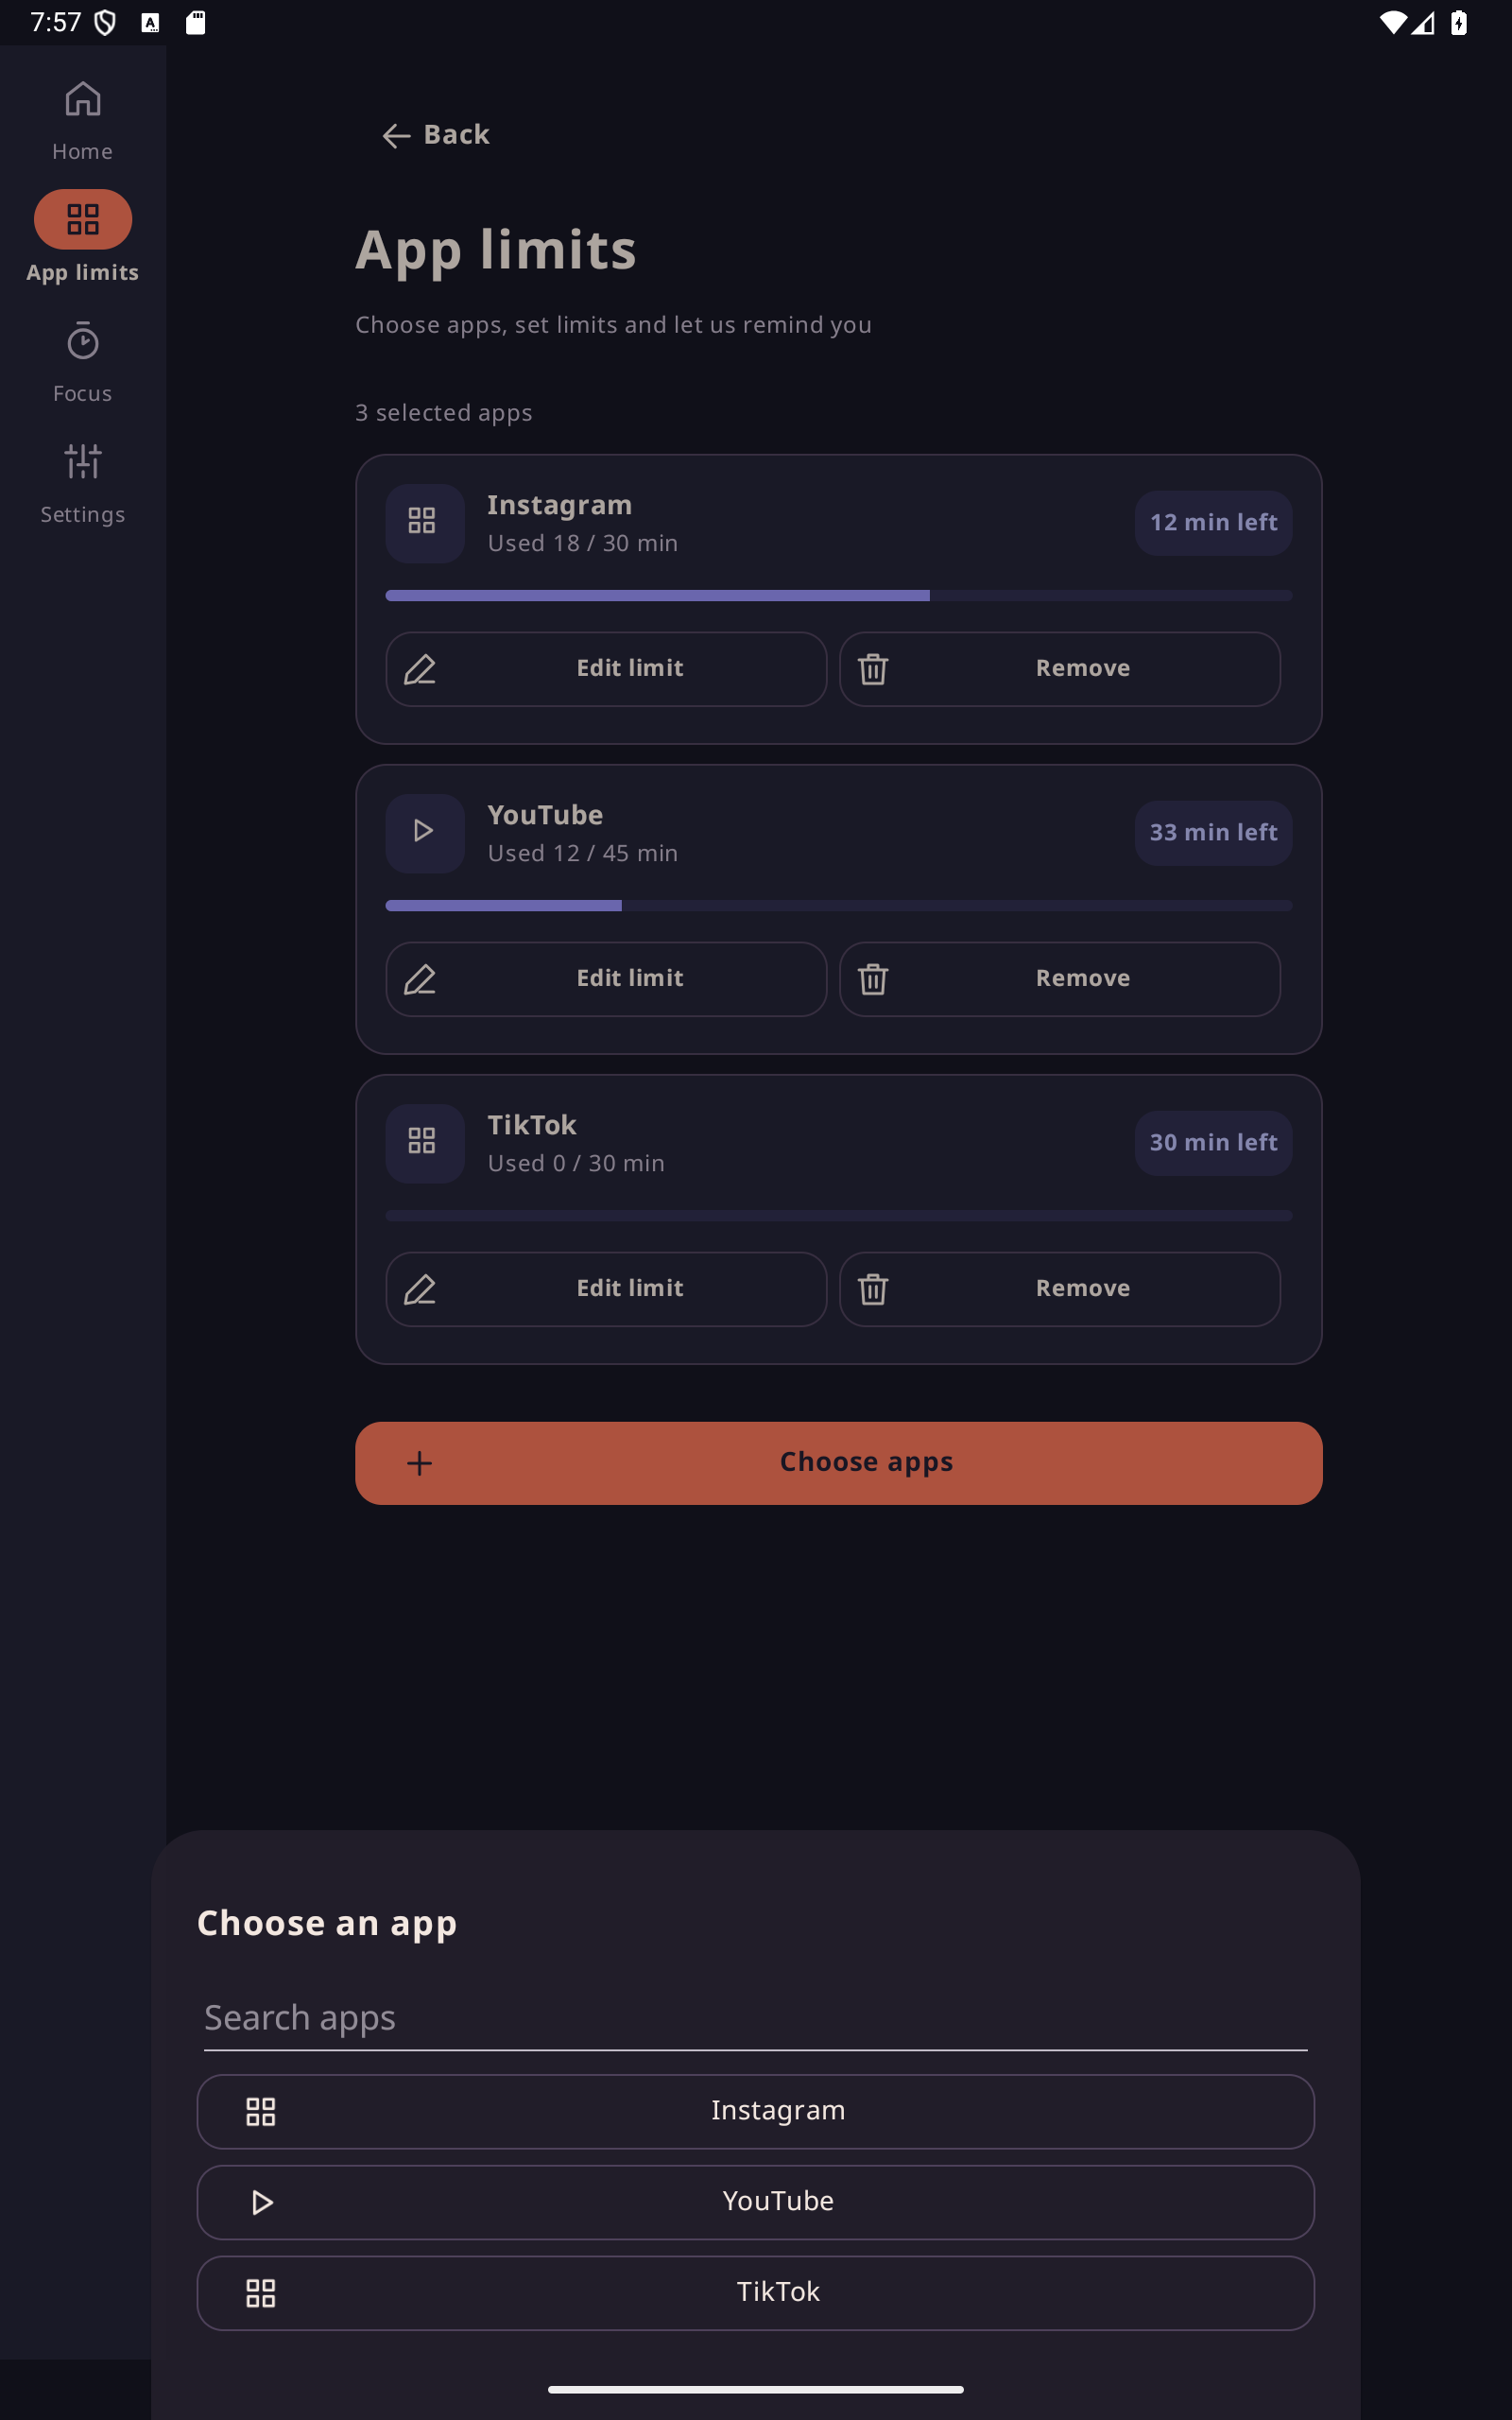 7:57
Home
App limits
Focus
Settings
Back
App limits
Choose apps, set limits and let us remind you
3 selected apps
Instagram
Used 18 / 30 min
12 min left
Edit limit
Remove
YouTube
Used 12 / 45 min
33 min left
Edit limit
Remove
TikTok
Used 0 / 30 min
30 min left
Edit limit
Remove
Choose apps
Choose an app
Search apps
Instagram
YouTube
TikTok